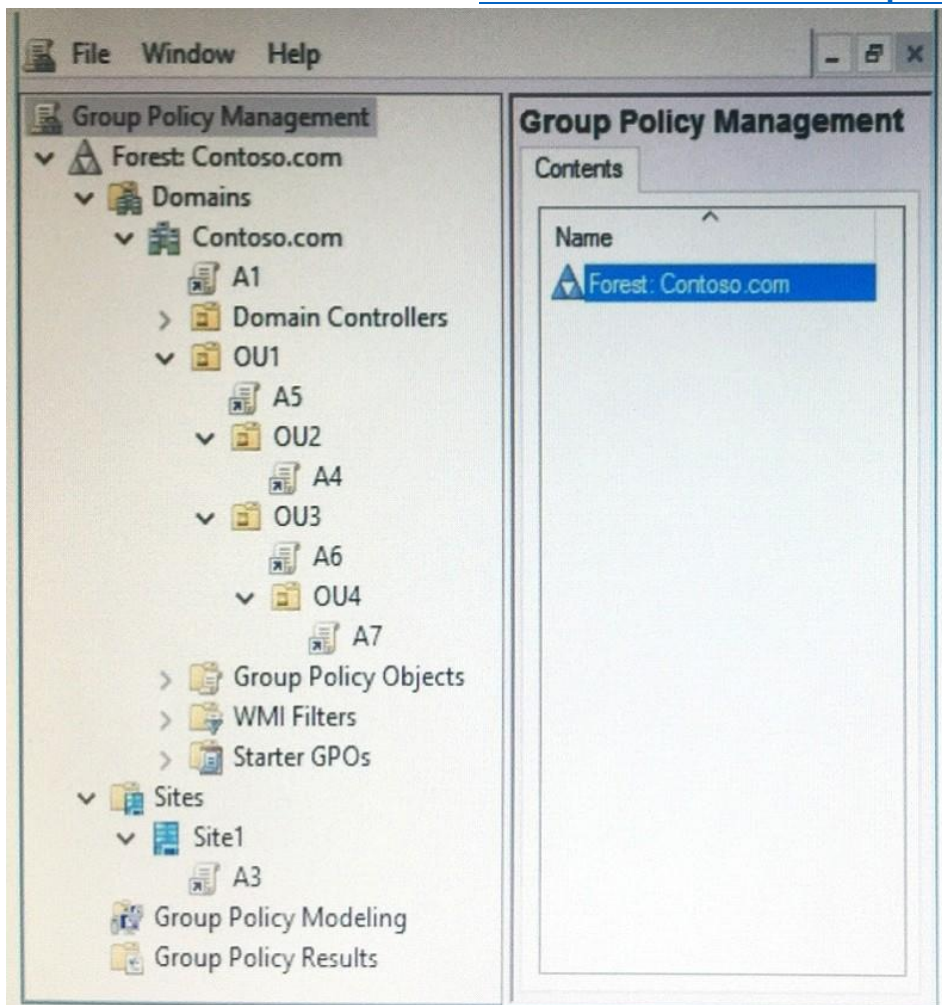 File Window Help
Group Policy Management
Forest: Contoso.com
Domains
Contoso.com
A1
Domain Controllers
OU1
A5
OU2
A4
OU3
A6
OU4
A7
Group Policy Objects
WMI Filters
Starter GPOs
Sites
Site1
A3
Group Policy Modeling
Group Policy Results
Group Policy Management
Contents
Name
Forest: Contoso.com